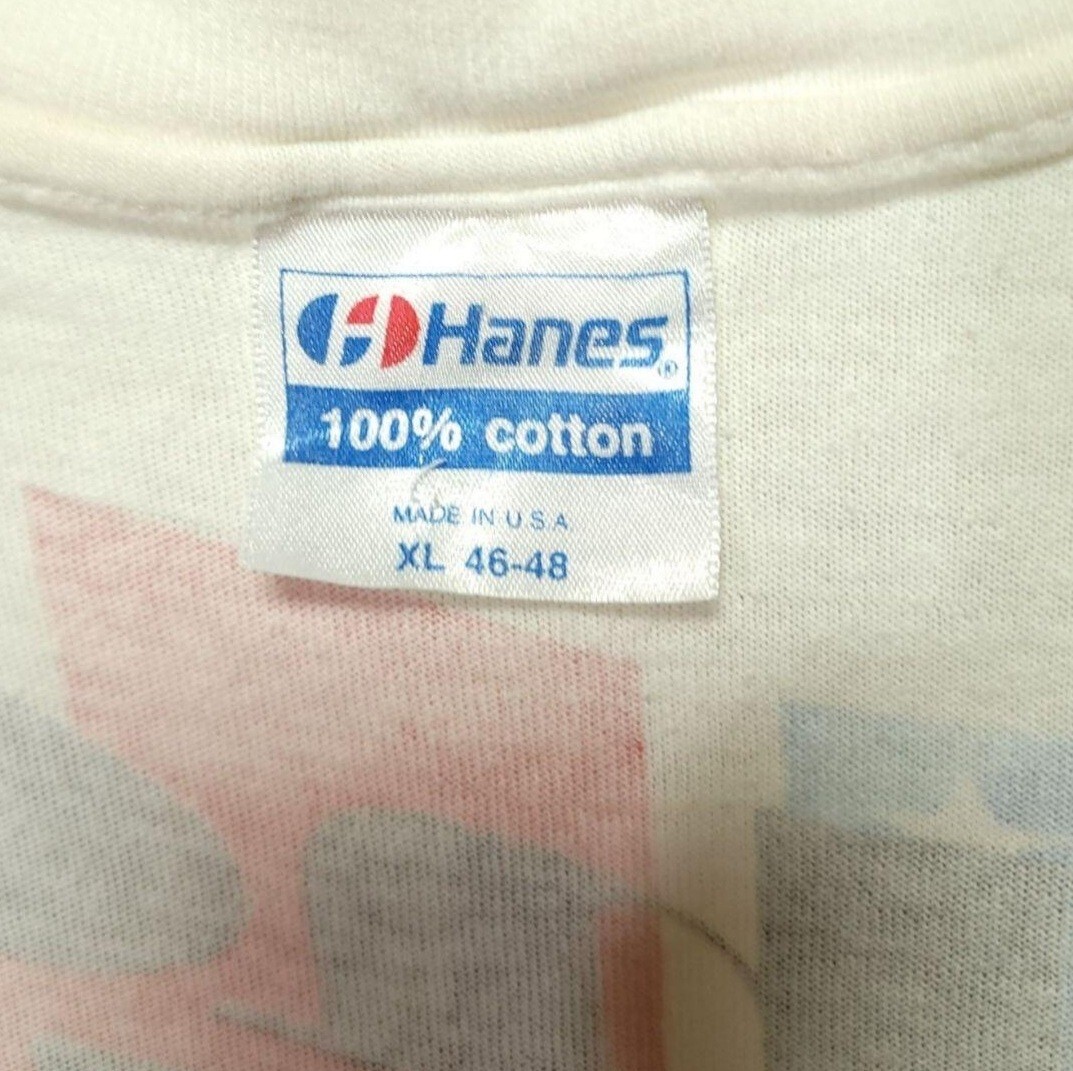 Hanes®
100% cotton
MADE IN U S A
XL 46-48